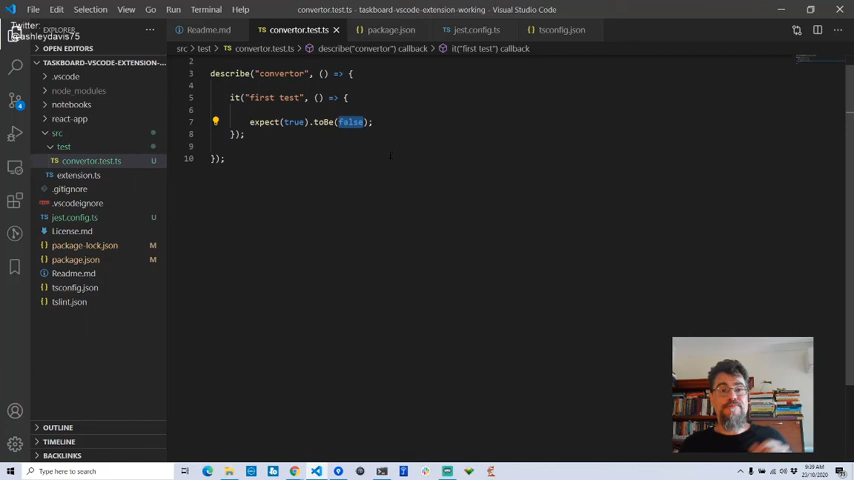 File Edit Selection View Go Run Terminal Help
convertor.test.ts - taskboard-vscode-extension-working - Visual Studio Code
Twitter:
@ashleydavis75
EXPLORER
Readme.md
convertor.test.ts
package.json
jest.config.ts
tsconfig.json
OPEN EDITORS
src > test > convertor.test.ts > describe("convertor") callback > it("first test") callback
TASKBOARD-VSCODE-EXTENSION-...
.vscode
node_modules
notebooks
react-app
src
test
convertor.test.ts U
extension.ts
.gitignore
.vscodeignore
jest.config.ts U
License.md
package-lock.json M
package.json M
Readme.md
tsconfig.json
tslint.json
OUTLINE
TIMELINE
BACKLINKS
2
3 describe("convertor", () => {
4
5 it("first test", () => {
6
7 expect(true).toBe(false);
8 });
9
10 });
4
Type here to search
9:20 AM
23/10/2020